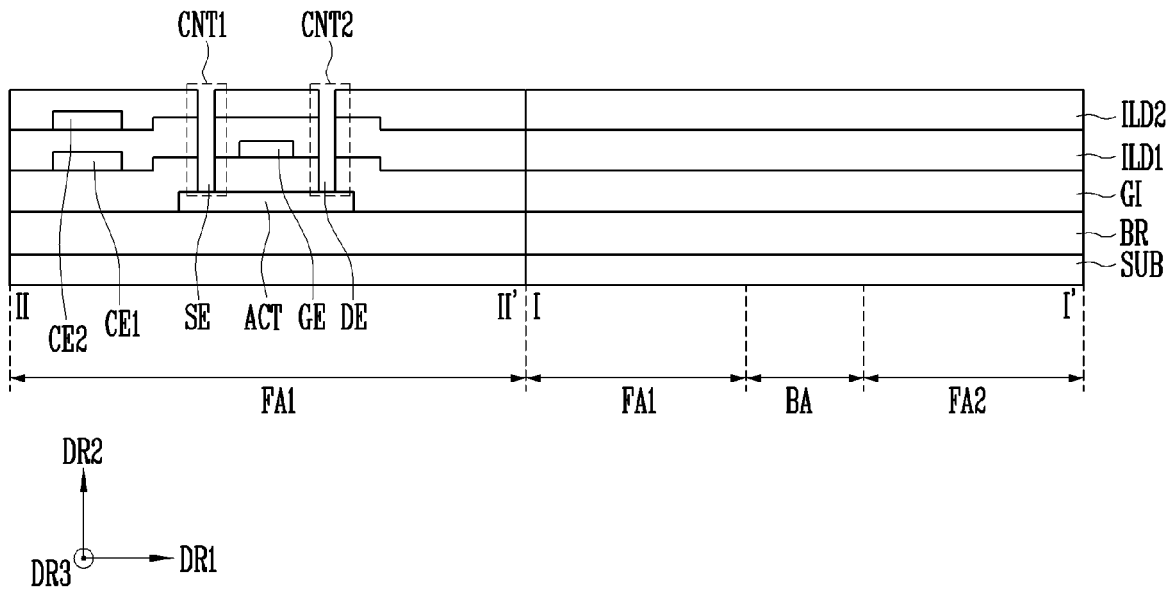 CNT1 CNT2
ILD2
ILD1
GI
BR
SUB
II II' I I'
CE2 CE1 SE ACT GE DE
FA1 FA1 BA FA2
DR2
DR3 DR1